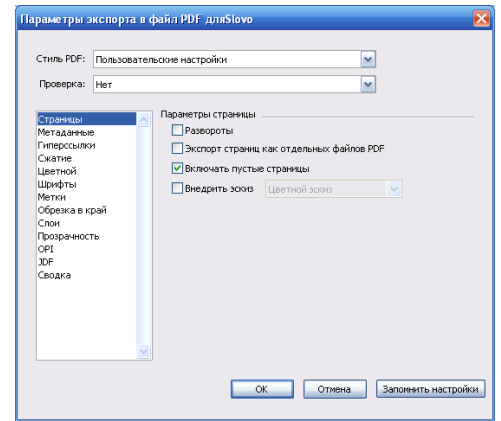 Параметры экспорта в файл PDF дляSlovo
Стиль PDF: Пользовательские настройки
Проверка: Нет
Страницы
Метаданные
Гиперссылки
Сжатие
Цветной
Шрифты
Метки
Обрезка в край
Слои
Прозрачность
OPI
JDF
Сводка
Параметры страницы
Развороты
Экспорт страниц как отдельных файлов PDF
Включать пустые страницы
Внедрить эскиз Цветной эскиз
ОК Отмена Запомнить настройки